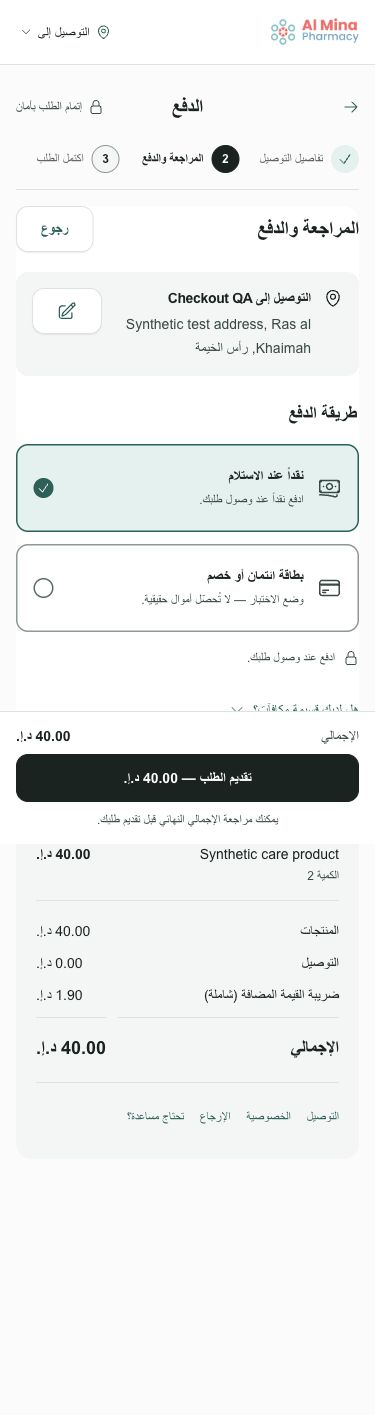 Al Mina
Pharmacy
التوصيل إلى
الدفع
إتمام الطلب بأمان
تفاصيل التوصيل
2
المراجعة والدفع
3
اكتمل الطلب
المراجعة والدفع
رجوع
التوصيل إلى Checkout QA
Synthetic test address, Ras al
Khaimah, رأس الخيمة
طريقة الدفع
نقداً عند الاستلام
ادفع نقداً عند وصول طلبك.
بطاقة ائتمان أو خصم
وضع الاختبار — لا تُحصّل أموال حقيقية.
ادفع عند وصول طلبك.
هل لديك قسيمة مكافآت؟
الإجمالي
40.00 د.إ.
تقديم الطلب — 40.00 د.إ.
يمكنك مراجعة الإجمالي النهائي قبل تقديم طلبك.
Synthetic care product
40.00 د.إ.
الكمية 2
المنتجات
40.00 د.إ.
التوصيل
0.00 د.إ.
ضريبة القيمة المضافة (شاملة)
1.90 د.إ.
الإجمالي
40.00 د.إ.
التوصيل
الخصوصية
الإرجاع
تحتاج مساعدة؟